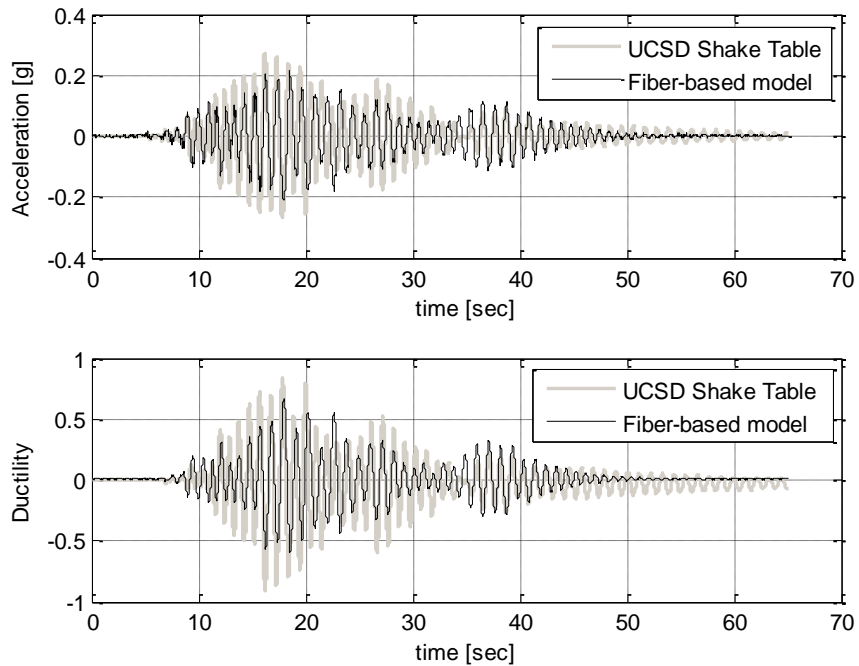 0.4
0.2
0
-0.2
-0.4
Acceleration [g]
UCSD Shake Table
Fiber-based model
0 10 20 30 40 50 60 70
time [sec]
1
0.5
0
-0.5
-1
Ductility
UCSD Shake Table
Fiber-based model
0 10 20 30 40 50 60 70
time [sec]